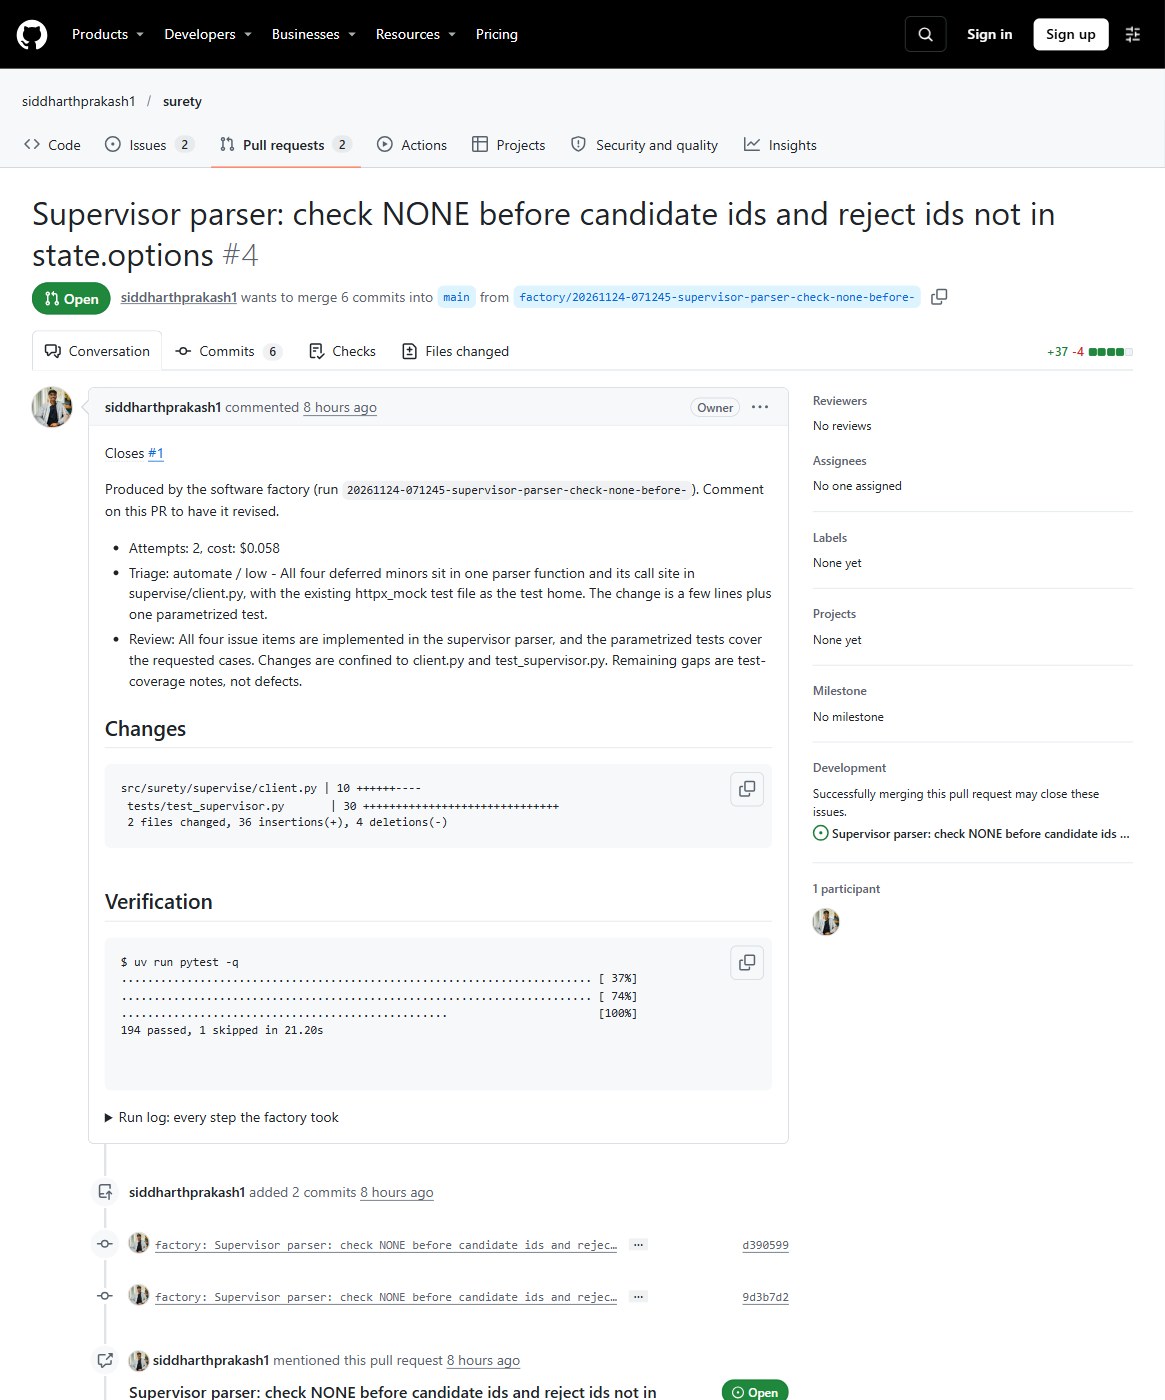 Products
Developers
Businesses
Resources
Pricing
Sign in
Sign up
siddharthprakash1 / surety
Code
Issues 2
Pull requests 2
Actions
Projects
Security and quality
Insights
Supervisor parser: check NONE before candidate ids and reject ids not in
state.options #4
Open
siddharthprakash1 wants to merge 6 commits into main from factory/20261124-071245-supervisor-parser-check-none-before-
Conversation
Commits 6
Checks
Files changed
+37 -4
siddharthprakash1 commented 8 hours ago
Owner
Closes #1
Produced by the software factory (run 20261124-071245-supervisor-parser-check-none-before- ). Comment
on this PR to have it revised.
• Attempts: 2, cost: $0.058
• Triage: automate / low - All four deferred minors sit in one parser function and its call site in
supervise/client.py, with the existing httpx_mock test file as the test home. The change is a few lines plus
one parametrized test.
• Review: All four issue items are implemented in the supervisor parser, and the parametrized tests cover
the requested cases. Changes are confined to client.py and test_supervisor.py. Remaining gaps are test-
coverage notes, not defects.
Changes
src/surety/supervise/client.py | 10 ++++++----
tests/test_supervisor.py | 30 ++++++++++++++++++++++++++++++
2 files changed, 36 insertions(+), 4 deletions(-)
Verification
$ uv run pytest -q
........................................................................ [ 37%]
........................................................................ [ 74%]
.................................................. [100%]
194 passed, 1 skipped in 21.20s
Run log: every step the factory took
siddharthprakash1 added 2 commits 8 hours ago
factory: Supervisor parser: check NONE before candidate ids and rejec… ... d390599
factory: Supervisor parser: check NONE before candidate ids and rejec… ... 9d3b7d2
siddharthprakash1 mentioned this pull request 8 hours ago
Supervisor parser: check NONE before candidate ids and reject ids not in
Open
Reviewers
No reviews
Assignees
No one assigned
Labels
None yet
Projects
None yet
Milestone
No milestone
Development
Successfully merging this pull request may close these
issues.
Supervisor parser: check NONE before candidate ids ...
1 participant